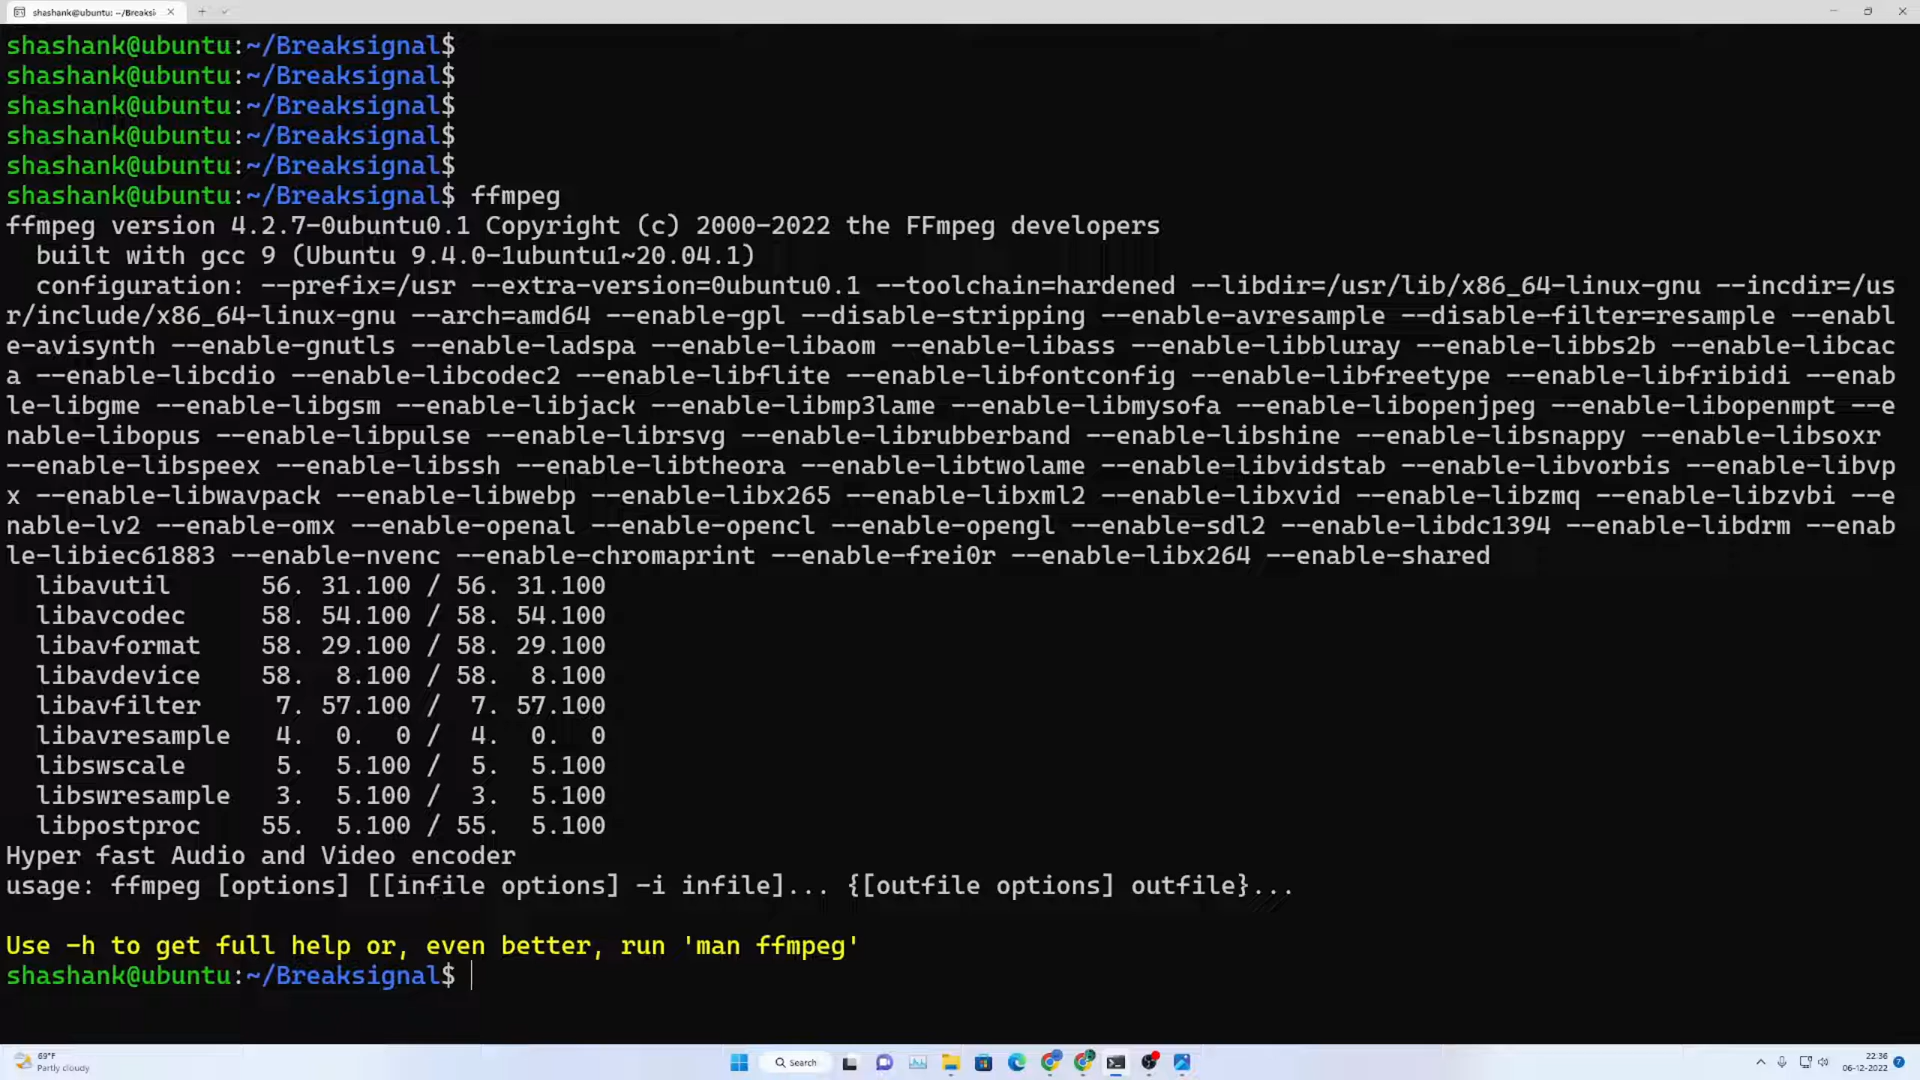 shashank@ubuntu: ~/Breaksi
shashank@ubuntu:~/Breaksignal$
shashank@ubuntu:~/Breaksignal$
shashank@ubuntu:~/Breaksignal$
shashank@ubuntu:~/Breaksignal$
shashank@ubuntu:~/Breaksignal$
shashank@ubuntu:~/Breaksignal$ ffmpeg
ffmpeg version 4.2.7-0ubuntu0.1 Copyright (c) 2000-2022 the FFmpeg developers
  built with gcc 9 (Ubuntu 9.4.0-1ubuntu1~20.04.1)
  configuration: --prefix=/usr --extra-version=0ubuntu0.1 --toolchain=hardened --libdir=/usr/lib/x86_64-linux-gnu --incdir=/us
r/include/x86_64-linux-gnu --arch=amd64 --enable-gpl --disable-stripping --enable-avresample --disable-filter=resample --enabl
e-avisynth --enable-gnutls --enable-ladspa --enable-libaom --enable-libass --enable-libbluray --enable-libbs2b --enable-libcac
a --enable-libcdio --enable-libcodec2 --enable-libflite --enable-libfontconfig --enable-libfreetype --enable-libfribidi --enab
le-libgme --enable-libgsm --enable-libjack --enable-libmp3lame --enable-libmysofa --enable-libopenjpeg --enable-libopenmpt --e
nable-libopus --enable-libpulse --enable-librsvg --enable-librubberband --enable-libshine --enable-libsnappy --enable-libsoxr
--enable-libspeex --enable-libssh --enable-libtheora --enable-libtwolame --enable-libvidstab --enable-libvorbis --enable-libvp
x --enable-libwavpack --enable-libwebp --enable-libx265 --enable-libxml2 --enable-libxvid --enable-libzmq --enable-libzvbi --e
nable-lv2 --enable-omx --enable-openal --enable-opencl --enable-opengl --enable-sdl2 --enable-libdc1394 --enable-libdrm --enab
le-libiec61883 --enable-nvenc --enable-chromaprint --enable-frei0r --enable-libx264 --enable-shared
  libavutil      56. 31.100 / 56. 31.100
  libavcodec     58. 54.100 / 58. 54.100
  libavformat    58. 29.100 / 58. 29.100
  libavdevice    58.  8.100 / 58.  8.100
  libavfilter     7. 57.100 /  7. 57.100
  libavresample   4.  0.  0 /  4.  0.  0
  libswscale      5.  5.100 /  5.  5.100
  libswresample   3.  5.100 /  3.  5.100
  libpostproc    55.  5.100 / 55.  5.100
Hyper fast Audio and Video encoder
usage: ffmpeg [options] [[infile options] -i infile]... {[outfile options] outfile}...
Use -h to get full help or, even better, run 'man ffmpeg'
shashank@ubuntu:~/Breaksignal$
69°F
Partly cloudy
Search
22:36
06-12-2022
7